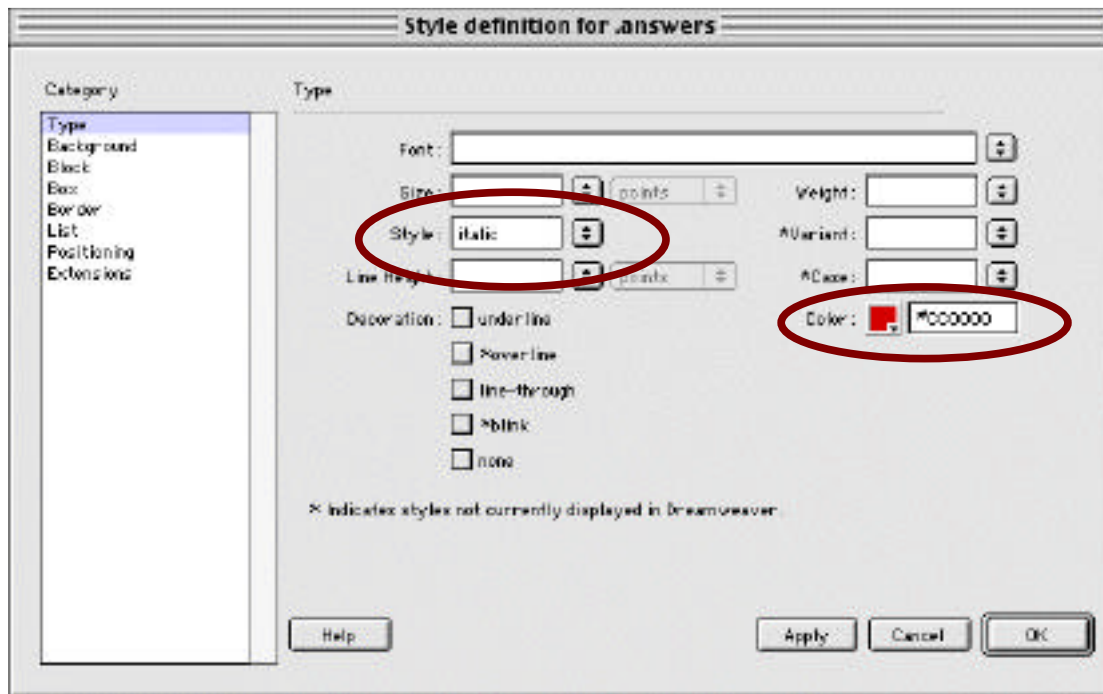 Style definition for .answers
Category
Type
Background
Block
Box
Border
List
Positioning
Extensions
Type
Font:
Size: points Weight:
Style: italic *Variant:
Line Height: points *Case:
Decoration: underline Color: #CC0000
*overline
line-through
*blink
none
* Indicates styles not currently displayed in Dreamweaver.
Help Apply Cancel OK